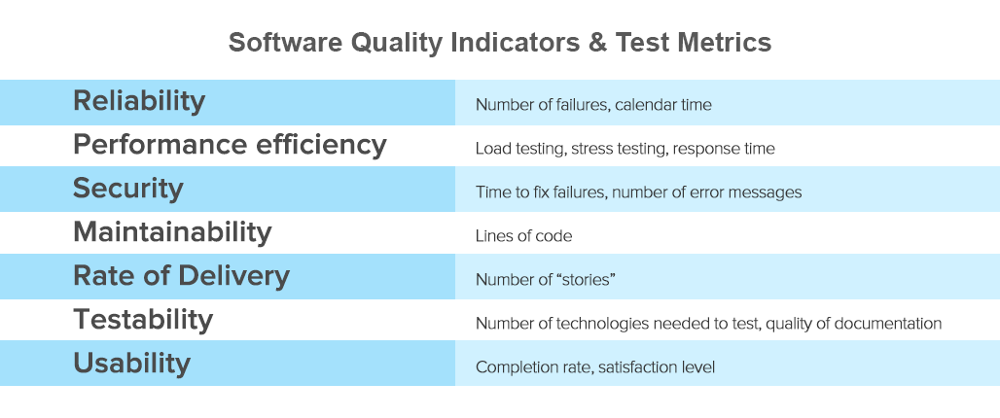 Software Quality Indicators & Test Metrics
Reliability Number of failures, calendar time
Performance efficiency Load testing, stress testing, response time
Security Time to fix failures, number of error messages
Maintainability Lines of code
Rate of Delivery Number of “stories”
Testability Number of technologies needed to test, quality of documentation
Usability Completion rate, satisfaction level